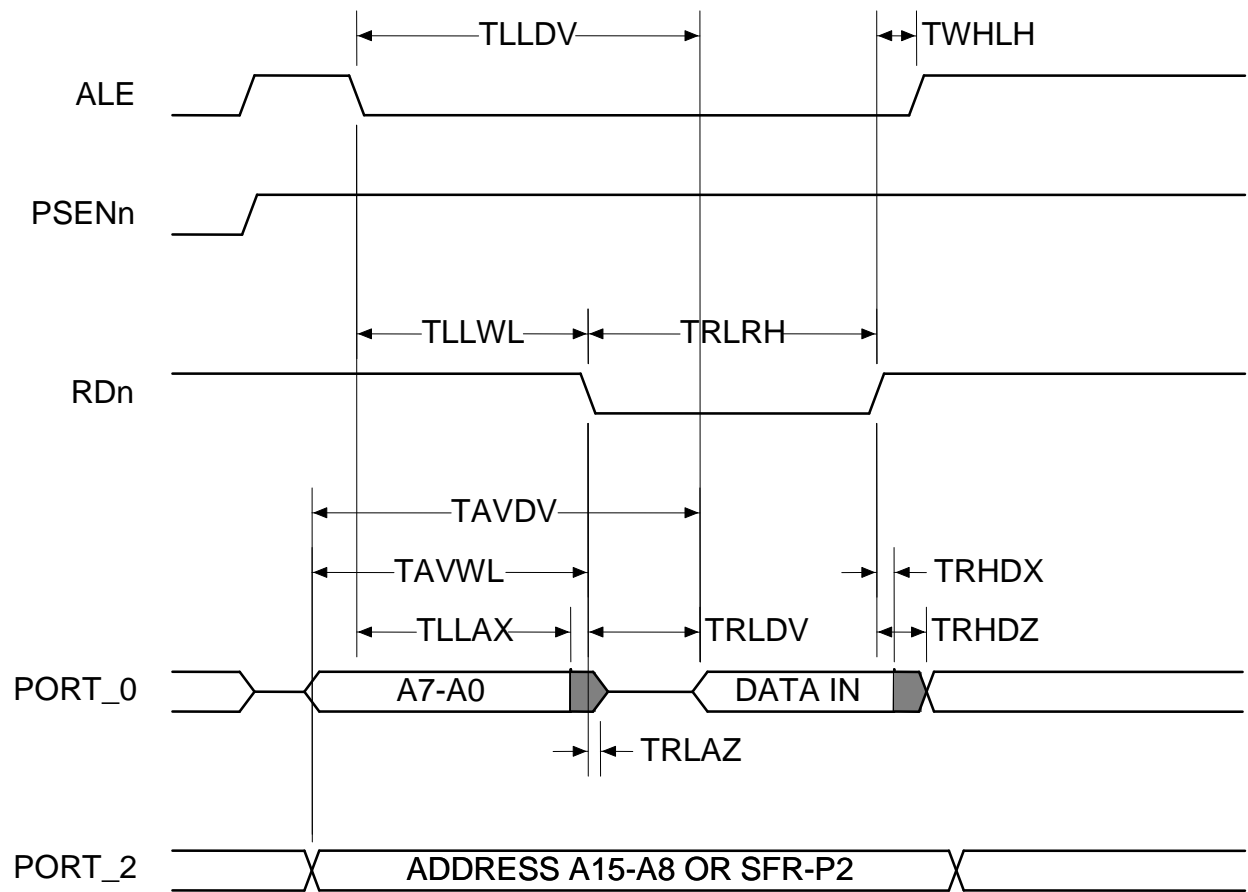 TLLDV TWHLH
ALE
PSENn
TLLWL TRLRH
RDn
TAVDV
TAVWL TRHDX
TLLAX TRLDV TRHDZ
PORT_0 A7-A0 DATA IN
TRLAZ
PORT_2 ADDRESS A15-A8 OR SFR-P2